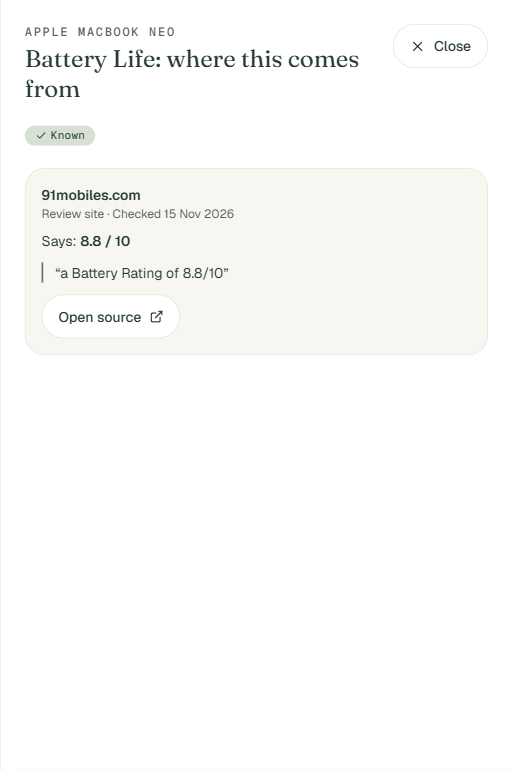 APPLE MACBOOK NEO
Battery Life: where this comes
from
Close
Known
91mobiles.com
Review site · Checked 15 Nov 2026
Says: 8.8 / 10
“a Battery Rating of 8.8/10”
Open source